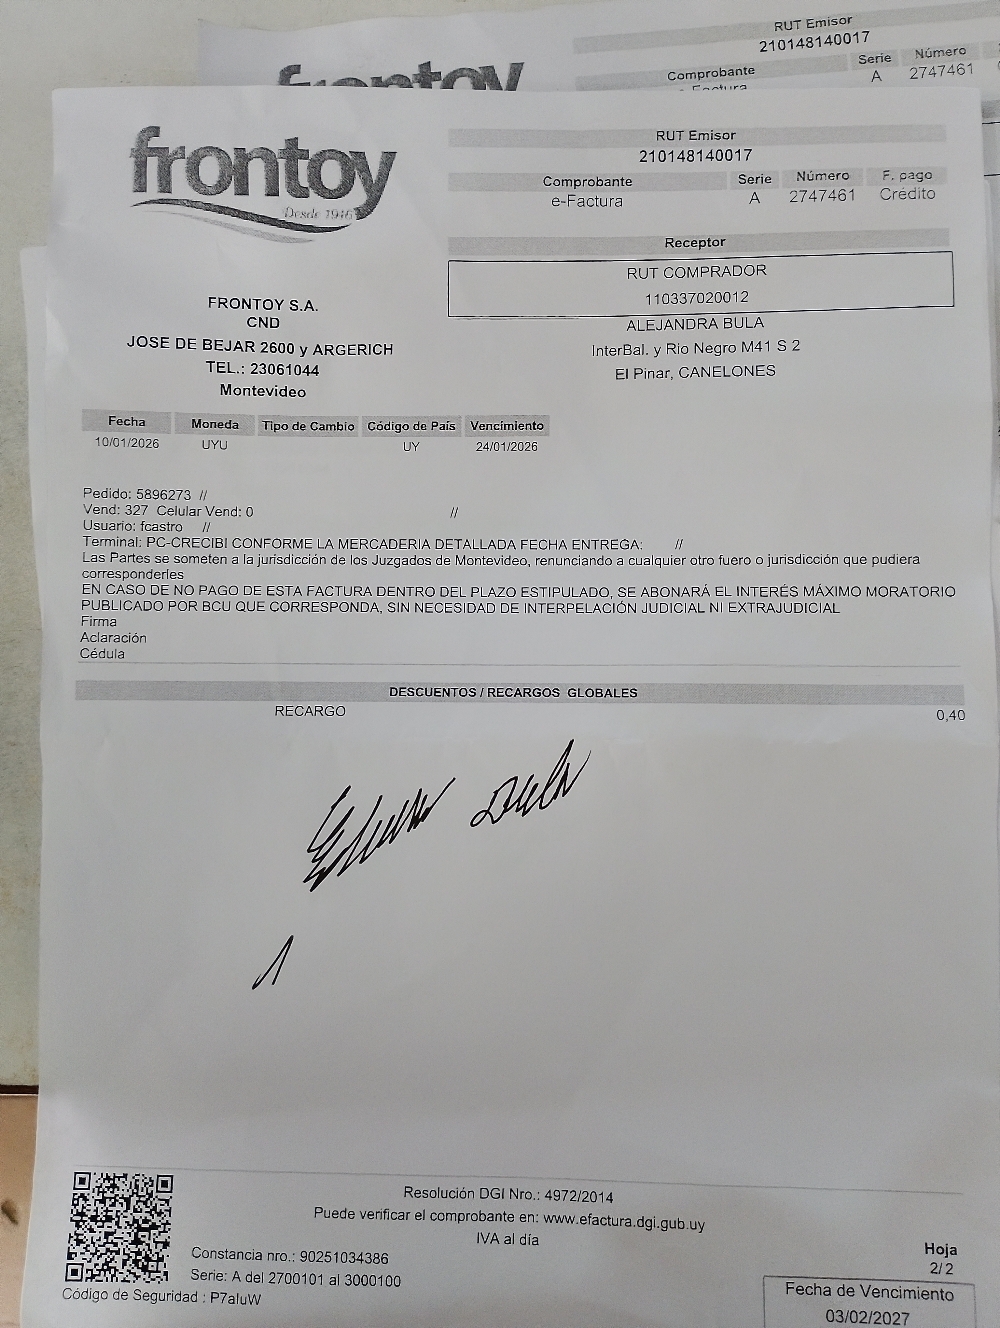 RUT Emisor
210148140017
Comprobante Serie Número
A 2747461
frontoy
frontoy
Desde 1946
RUT Emisor
210148140017
Comprobante Serie Número F. pago
e-Factura A 2747461 Crédito
Receptor
RUT COMPRADOR
110337020012
ALEJANDRA BULA
InterBal. y Rio Negro M41 S 2
El Pinar, CANELONES
FRONTOY S.A.
CND
JOSE DE BEJAR 2600 y ARGERICH
TEL.: 23061044
Montevideo
Fecha Moneda Tipo de Cambio Código de País Vencimiento
10/01/2026 UYU UY 24/01/2026
Pedido: 5896273 //
Vend: 327 Celular Vend: 0 //
Usuario: fcastro //
Terminal: PC-CRECIBI CONFORME LA MERCADERIA DETALLADA FECHA ENTREGA: //
Las Partes se someten a la jurisdicción de los Juzgados de Montevideo, renunciando a cualquier otro fuero o jurisdicción que pudiera
corresponderles
EN CASO DE NO PAGO DE ESTA FACTURA DENTRO DEL PLAZO ESTIPULADO, SE ABONARÁ EL INTERÉS MÁXIMO MORATORIO
PUBLICADO POR BCU QUE CORRESPONDA, SIN NECESIDAD DE INTERPELACIÓN JUDICIAL NI EXTRAJUDICIAL
Firma
Aclaración
Cédula
DESCUENTOS / RECARGOS GLOBALES
RECARGO 0,40
Resolución DGI Nro.: 4972/2014
Puede verificar el comprobante en: www.efactura.dgi.gub.uy
IVA al día
Constancia nro.: 90251034386
Serie: A del 2700101 al 3000100
Código de Seguridad : P7aIuW
Hoja
2/2
Fecha de Vencimiento
03/02/2027